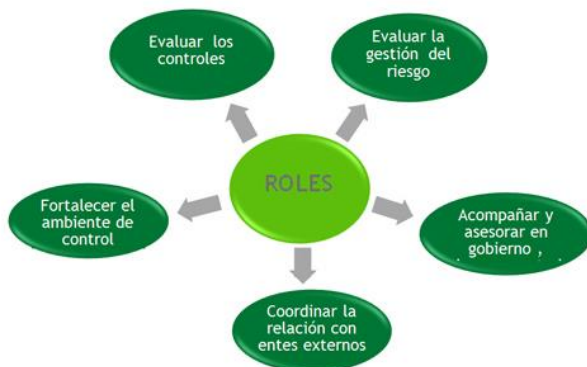 Evaluar los
controles
Evaluar la
gestión del
riesgo
ROLES
Fortalecer el
ambiente de
control
Acompañar y
asesorar en
gobierno ,
Coordinar la
relación con
entes externos